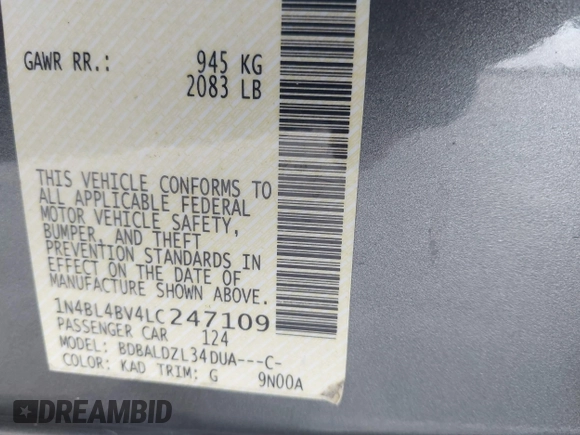 GAWR RR.: 945 KG
2083 LB
THIS VEHICLE CONFORMS TO
ALL APPLICABLE FEDERAL
MOTOR VEHICLE SAFETY,
BUMPER, AND THEFT
PREVENTION STANDARDS IN
EFFECT ON THE DATE OF
MANUFACTURE SHOWN ABOVE.
1N4BL4BV4LC247109
PASSENGER CAR 124
MODEL: BDBALDZL34DUA---C-
COLOR: KAD TRIM: G 9N00A
DREAMBID